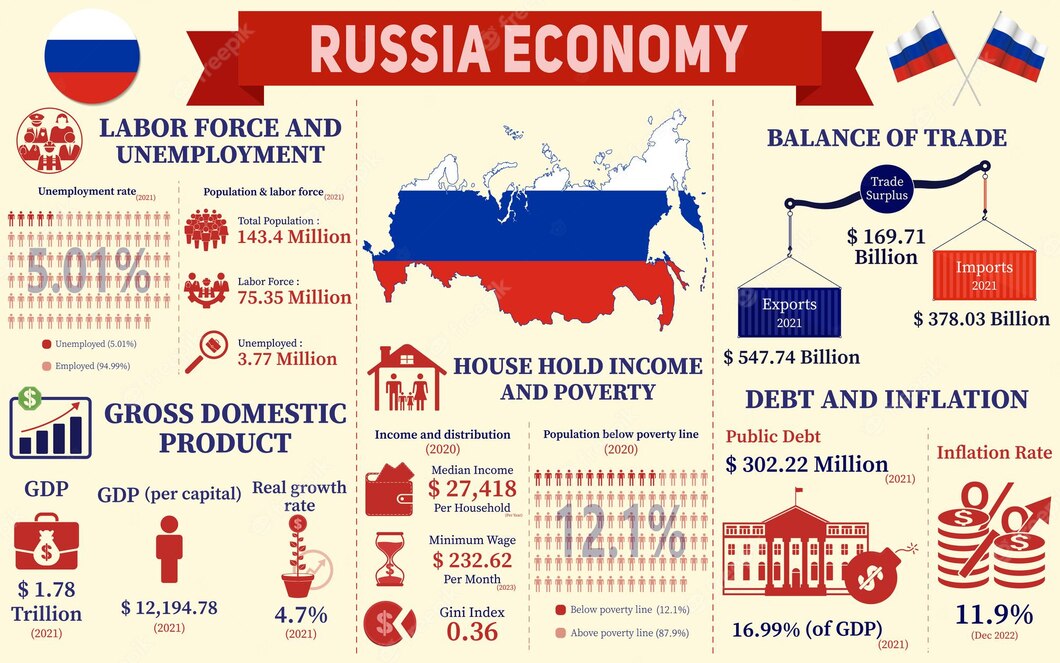 RUSSIA ECONOMY
LABOR FORCE AND
UNEMPLOYMENT
Unemployment rate
(2021)
5.01%
Unemployed (5.01%)
Employed (94.99%)
Population & labor force
(2021)
Total Population :
143.4 Million
Labor Force :
75.35 Million
Unemployed :
3.77 Million
GROSS DOMESTIC
PRODUCT
GDP
$ 1.78
Trillion
(2021)
GDP (per capital)
$ 12,194.78
(2021)
Real growth
rate
4.7%
(2021)
HOUSE HOLD INCOME
AND POVERTY
Income and distribution
(2020)
Median Income
$ 27,418
Per Household
Minimum Wage
$ 232.62
Per Month
(2023)
Gini Index
0.36
Population below poverty line
(2020)
12.1%
Below poverty line (12.1%)
Above poverty line (87.9%)
BALANCE OF TRADE
Trade
Surplus
$ 169.71
Billion
Exports
2021
$ 547.74 Billion
Imports
2021
$ 378.03 Billion
DEBT AND INFLATION
Public Debt
$ 302.22 Million
(2021)
16.99% (of GDP)
(2021)
Inflation Rate
11.9%
(Dec 2022)